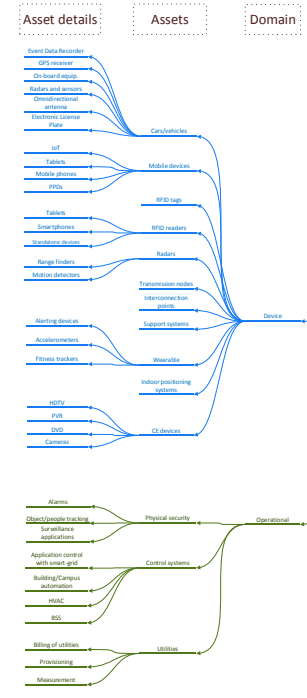 Asset details
Assets
Domain
Event Data Recorder
GPS receiver
On-board equip.
Radars and sensors
Omnidirectional
antenna
Electronic License
Plate
Cars/vehicles
IoT
Tablets
Mobile phones
PPDs
Mobile devices
RFID tags
Tablets
Smartphones
Standalone devices
RFID readers
Range finders
Motion detectors
Radars
Transmission nodes
Interconnection
points
Support systems
Device
Alerting devices
Accelerometers
Fitness trackers
Wearable
Indoor positioning
systems
HDTV
PVR
DVD
Cameras
CE devices
Alarms
Object/people tracking
Surveillance
applications
Physical security
Operational
Application control
with smart-grid
Building/Campus
automation
HVAC
BSS
Control systems
Billing of utilities
Provisioning
Measurement
Utilities